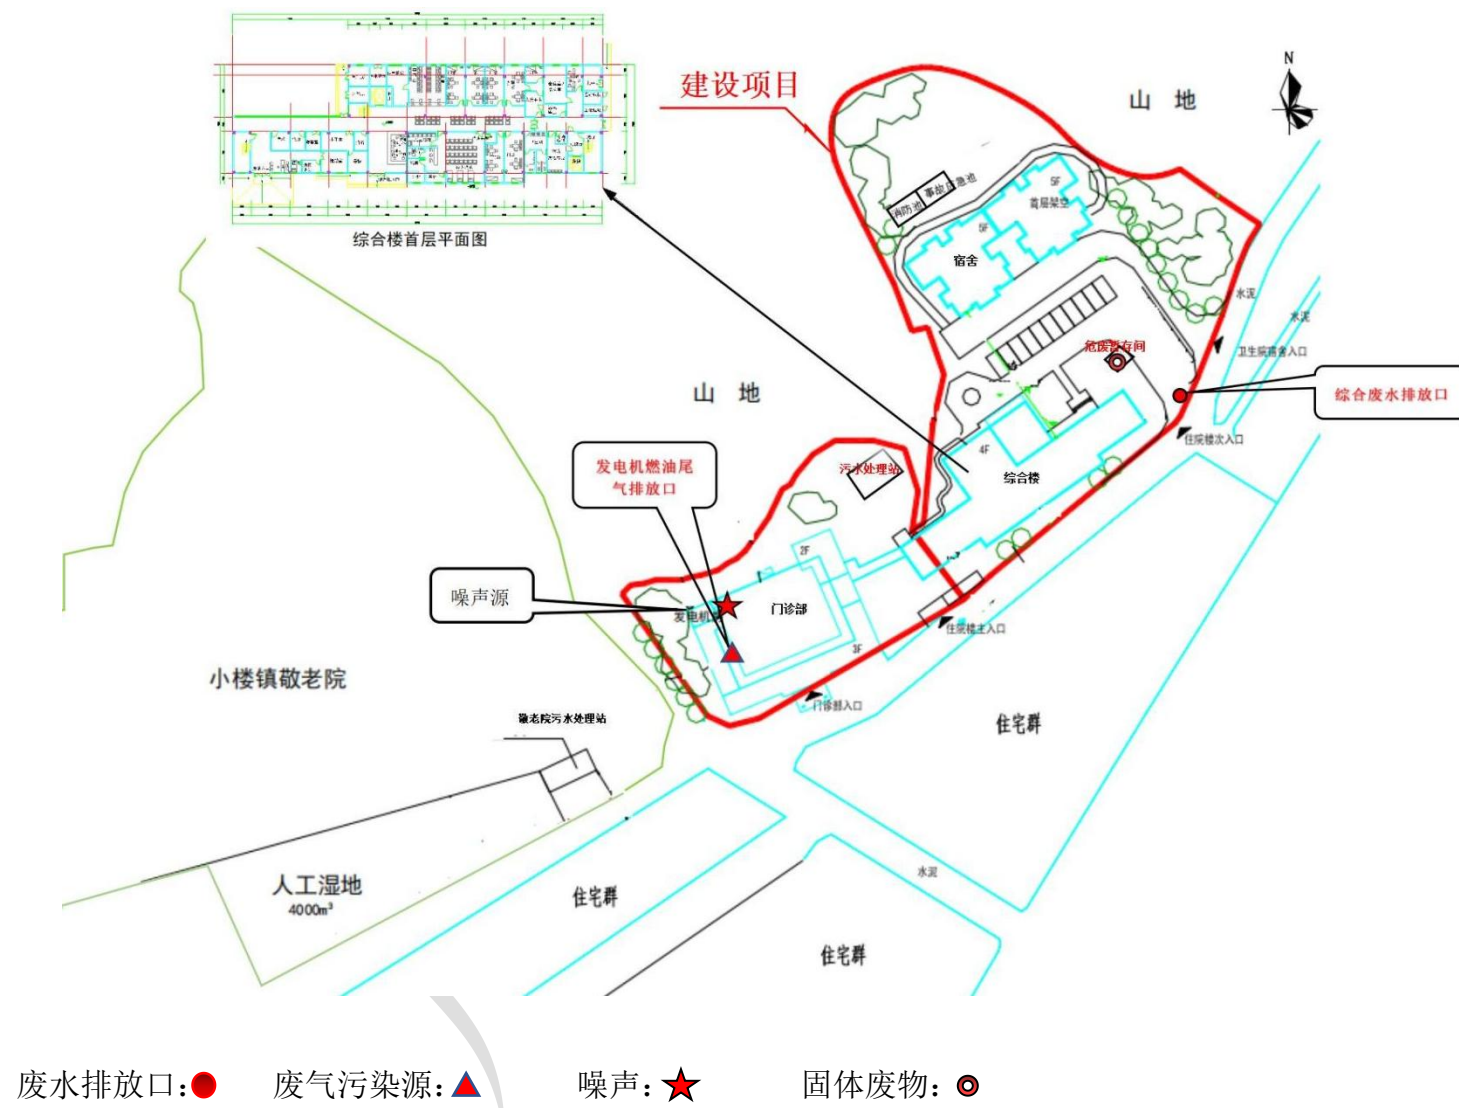 建设项目
N
山 地
综合楼首层平面图
消防池
事故应急池
5F
首层架空
5F
宿舍
水泥
水泥
卫生院宿舍入口
危废暂存间
综合废水排放口
住院楼次入口
山 地
4F
综合楼
污水处理站
发电机燃油尾
气排放口
2F
噪声源
发电机
门诊部
3F
住院楼主入口
门诊部入口
小楼镇敬老院
敬老院污水处理站
住宅群
人工湿地
4000m³
住宅群
水泥
住宅群
废水排放口: 废气污染源: 噪声: 固体废物: